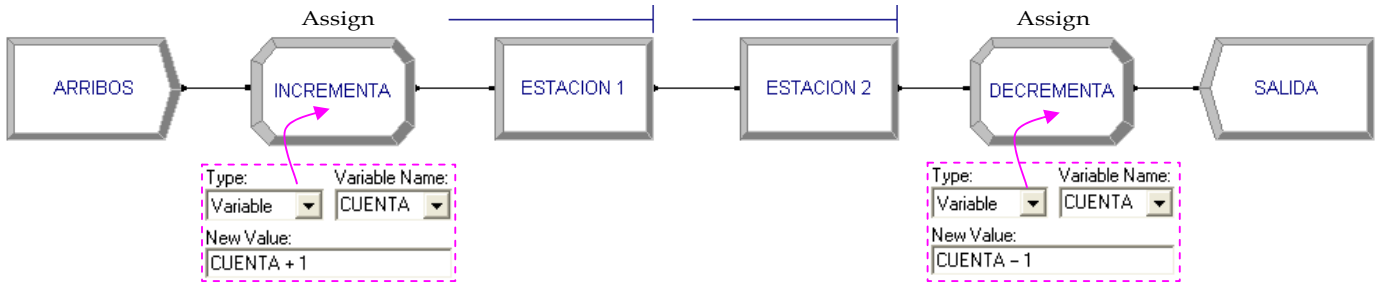 Assign
Assign
ARRIBOS
INCREMENTA
ESTACION 1
ESTACION 2
DECREMENTA
SALIDA
Type:
Variable Name:
Variable
CUENTA
New Value:
CUENTA + 1
Type:
Variable Name:
Variable
CUENTA
New Value:
CUENTA – 1